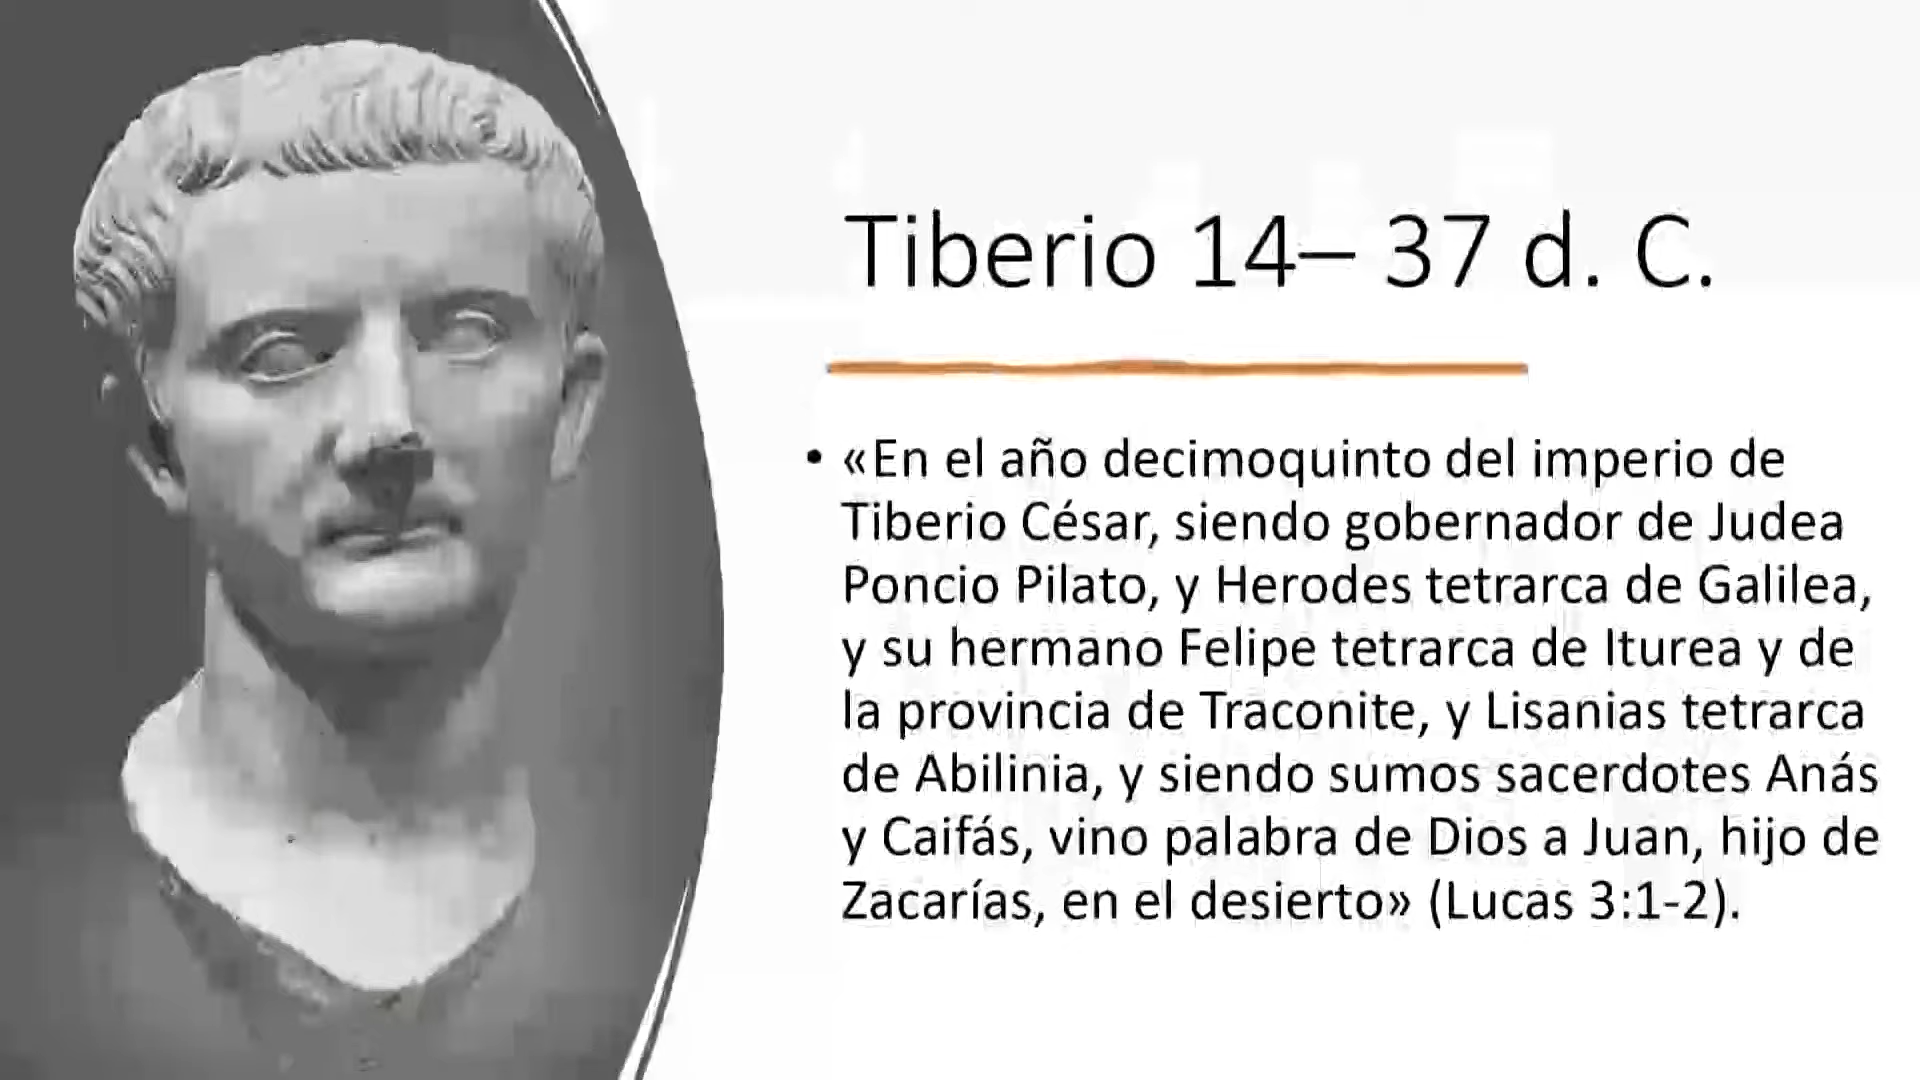 Tiberio 14– 37 d. C.
• «En el año decimoquinto del imperio de
Tiberio César, siendo gobernador de Judea
Poncio Pilato, y Herodes tetrarca de Galilea,
y su hermano Felipe tetrarca de Iturea y de
la provincia de Traconite, y Lisanias tetrarca
de Abilinia, y siendo sumos sacerdotes Anás
y Caifás, vino palabra de Dios a Juan, hijo de
Zacarías, en el desierto» (Lucas 3:1-2).